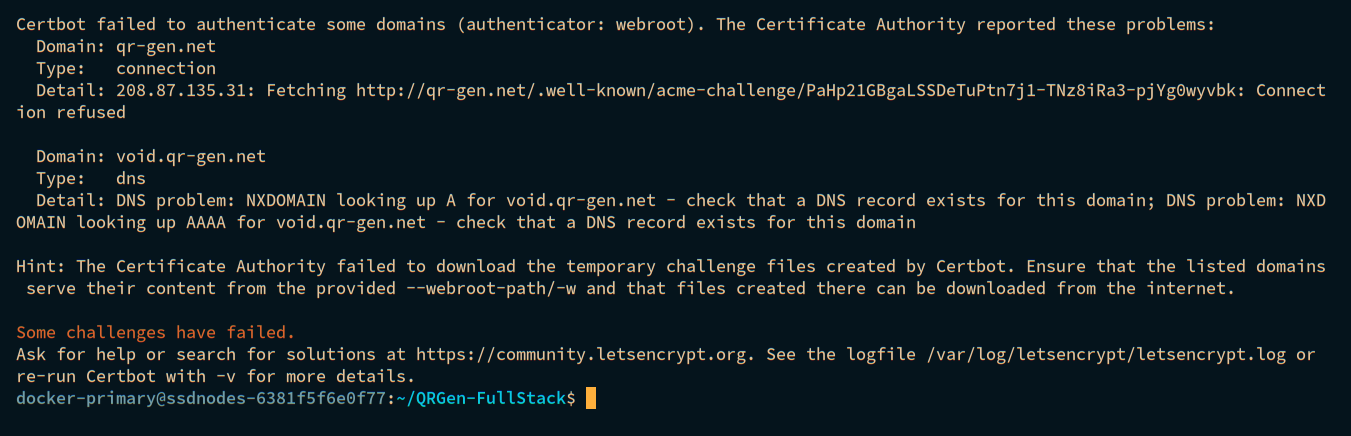 Certbot failed to authenticate some domains (authenticator: webroot). The Certificate Authority reported these problems:
  Domain: qr-gen.net
  Type:   connection
  Detail: 208.87.135.31: Fetching http://qr-gen.net/.well-known/acme-challenge/PaHp21GBgaLSSDeTuPtn7j1-TNz8iRa3-pjYg0wyvbk: Connect
ion refused

  Domain: void.qr-gen.net
  Type:   dns
  Detail: DNS problem: NXDOMAIN looking up A for void.qr-gen.net - check that a DNS record exists for this domain; DNS problem: NXD
OMAIN looking up AAAA for void.qr-gen.net - check that a DNS record exists for this domain

Hint: The Certificate Authority failed to download the temporary challenge files created by Certbot. Ensure that the listed domains
 serve their content from the provided --webroot-path/-w and that files created there can be downloaded from the internet.

Some challenges have failed.
Ask for help or search for solutions at https://community.letsencrypt.org. See the logfile /var/log/letsencrypt/letsencrypt.log or
re-run Certbot with -v for more details.
docker-primary@ssdnodes-6381f5f6e0f77:~/QRGen-FullStack$